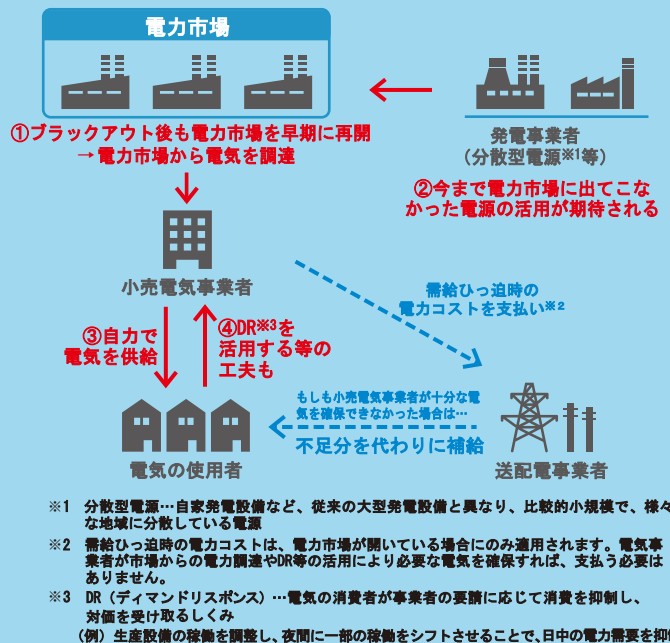 電力市場
①ブラックアウト後も電力市場を早期に再開
→電力市場から電気を調達
発電事業者
(分散型電源※1等)
②今まで電力市場に出てこな
かった電源の活用が期待される
小売電気事業者
需給ひっ迫時の
電力コストを支払い※2
③自力で
電気を供給
④DR※3を
活用する等の
工夫も
もしも小売電気事業者が十分な電
気を確保できなかった場合は…
不足分を代わりに補給
電気の使用者
送配電事業者
※1 分散型電源…自家発電設備など、従来の大型発電設備と異なり、比較的小規模で、様々
な地域に分散している電源
※2 需給ひっ迫時の電力コストは、電力市場が開いている場合にのみ適用されます。電気事
業者が市場からの電力調達やDR等の活用により必要な電気を確保すれば、支払う必要は
ありません。
※3 DR(ディマンドリスポンス)…電気の消費者が事業者の要請に応じて消費を抑制し、
対価を受け取るしくみ
(例)生産設備の稼働を調整し、夜間に一部の稼働をシフトさせることで、日中の電力需要を抑